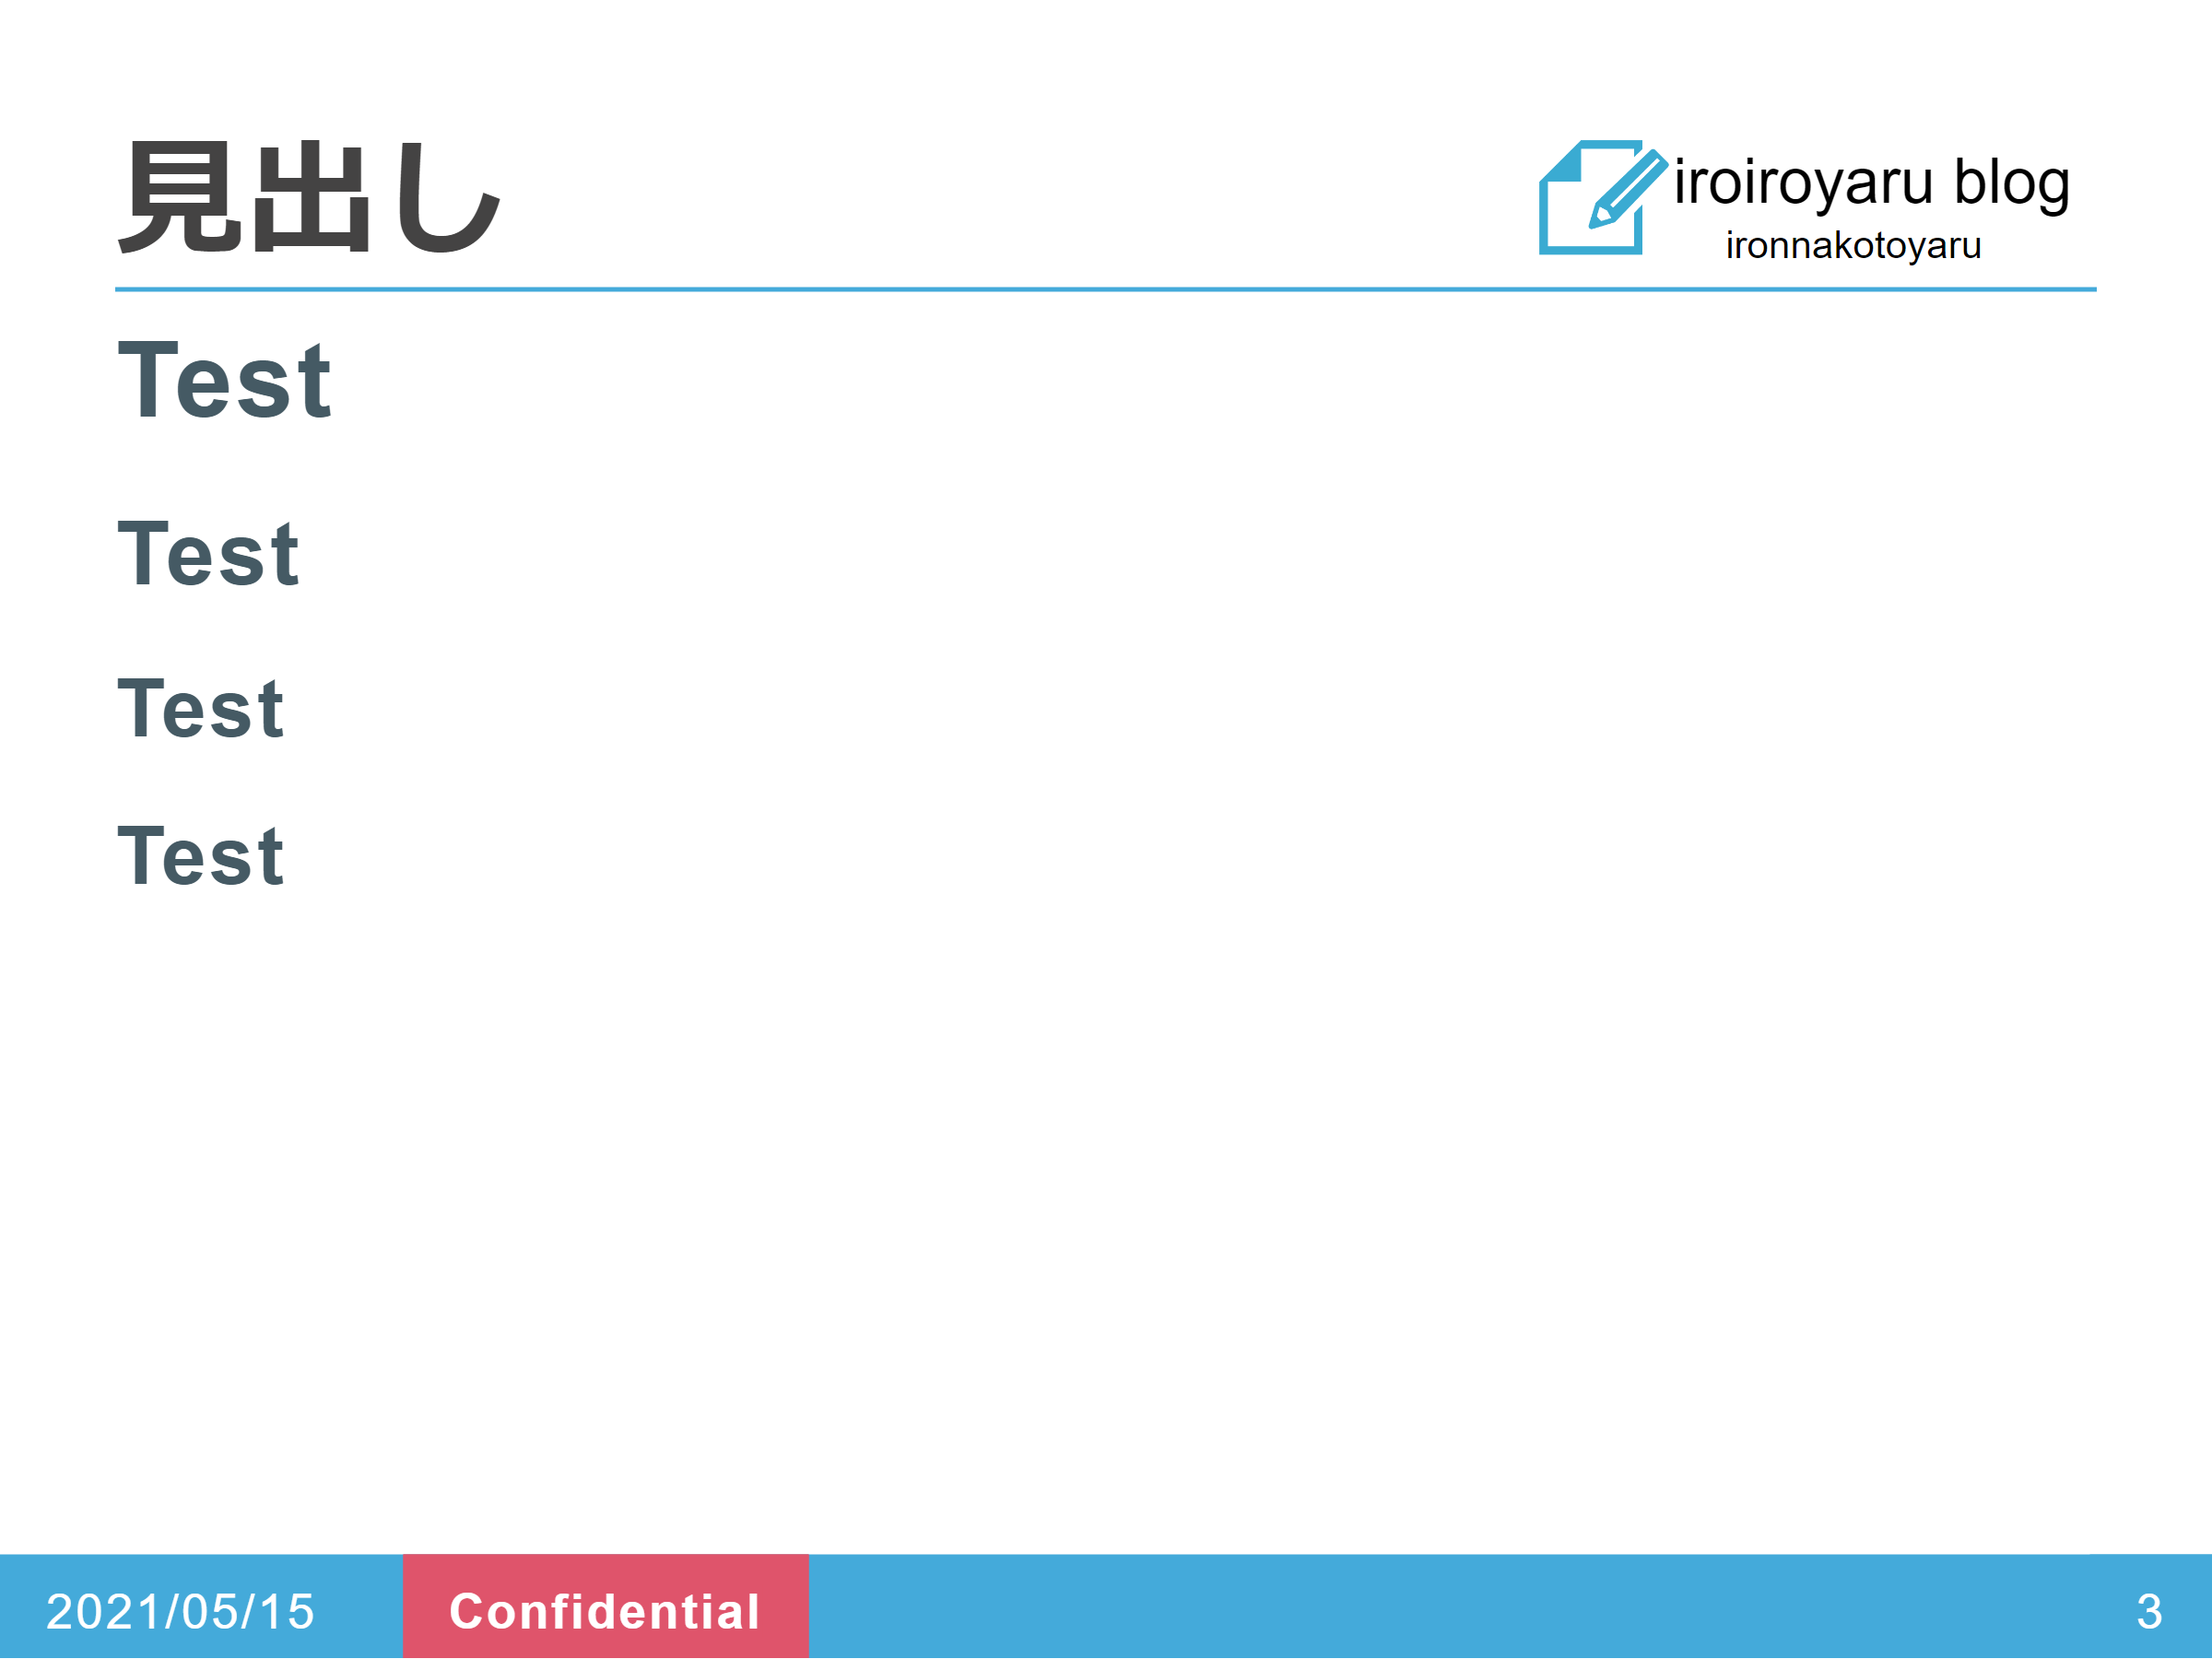 見出し
iroiroyaru blog
ironnakotoyaru
Test
Test
Test
Test
2021/05/15
Confidential
3